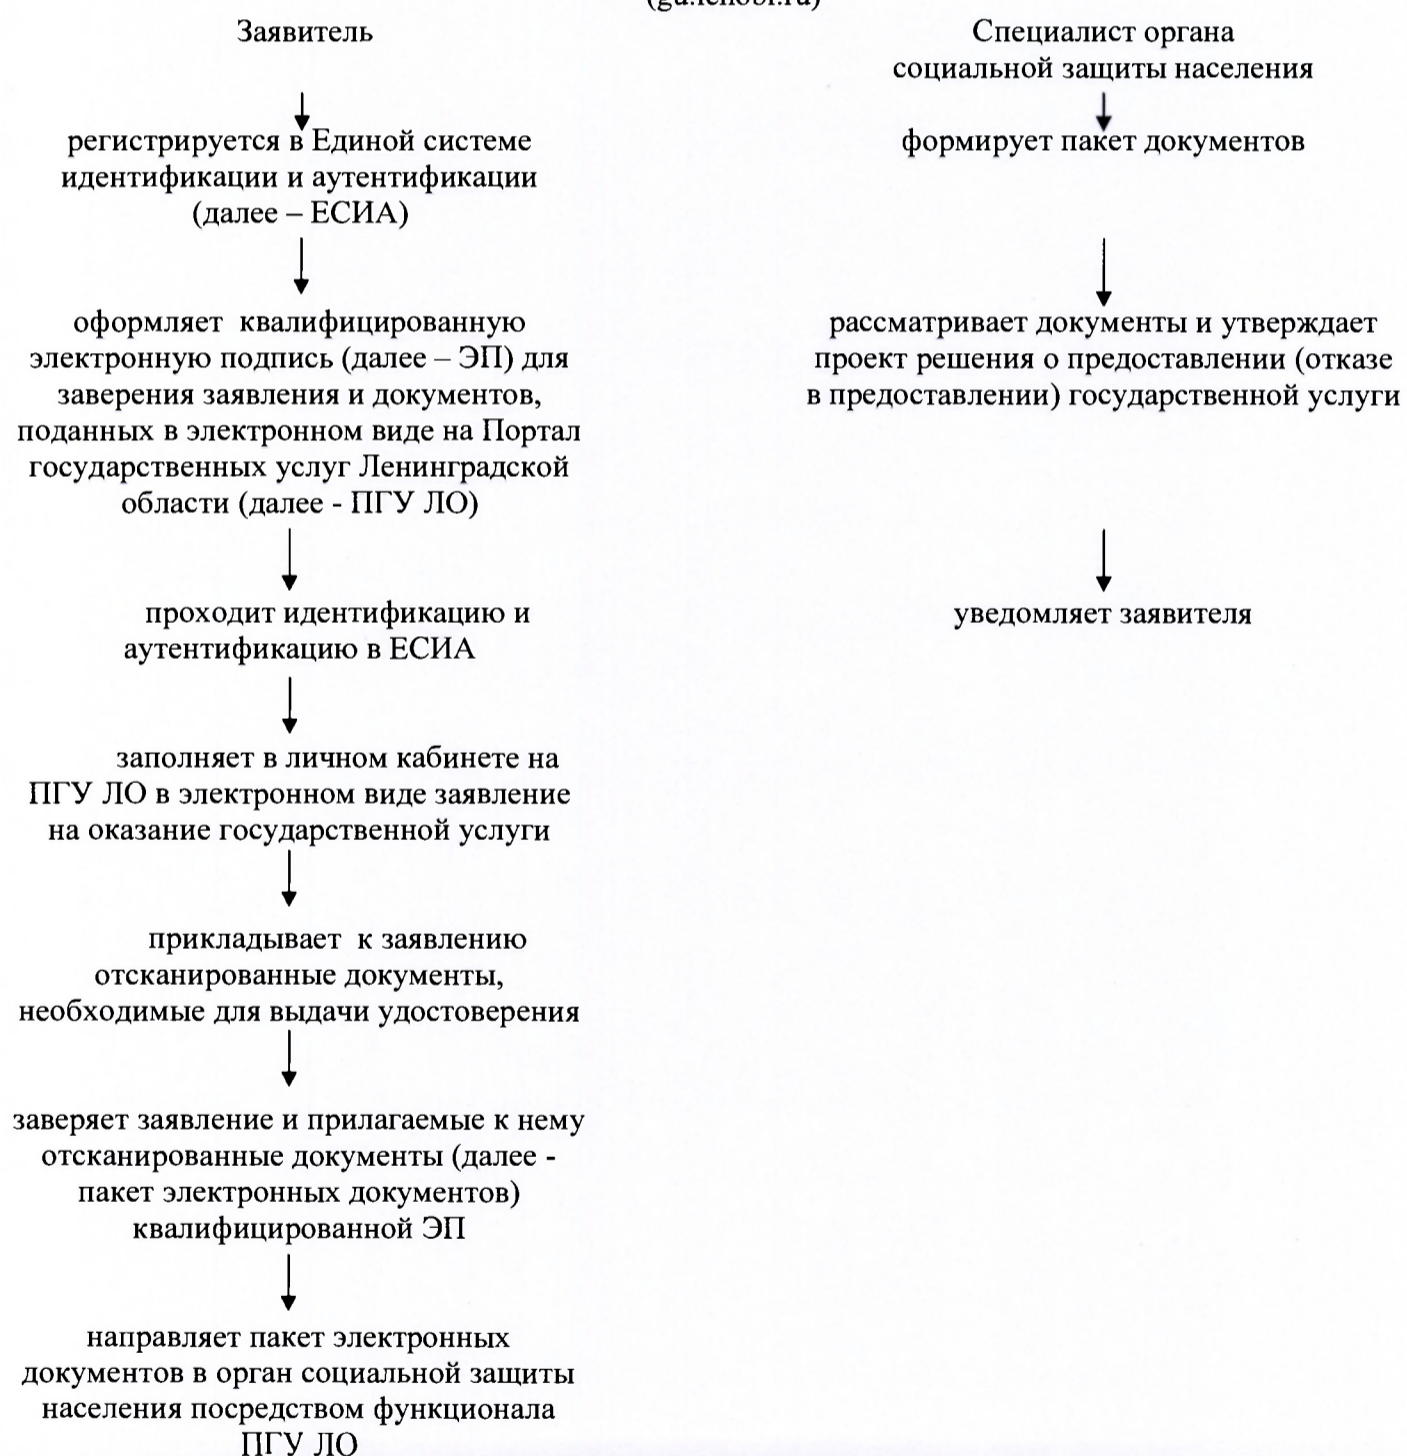 Заявитель
регистрируется в Единой системе
идентификации и аутентификации
(далее – ЕСИА)
оформляет квалифицированную
электронную подпись (далее – ЭП) для
заверения заявления и документов,
поданных в электронном виде на Портал
государственных услуг Ленинградской
области (далее - ПГУ ЛО)
проходит идентификацию и
аутентификацию в ЕСИА
заполняет в личном кабинете на
ПГУ ЛО в электронном виде заявление
на оказание государственной услуги
прикладывает к заявлению
отсканированные документы,
необходимые для выдачи удостоверения
заверяет заявление и прилагаемые к нему
отсканированные документы (далее -
пакет электронных документов)
квалифицированной ЭП
направляет пакет электронных
документов в орган социальной защиты
населения посредством функционала
ПГУ ЛО
Специалист органа
социальной защиты населения
формирует пакет документов
рассматривает документы и утверждает
проект решения о предоставлении (отказе
в предоставлении) государственной услуги
уведомляет заявителя